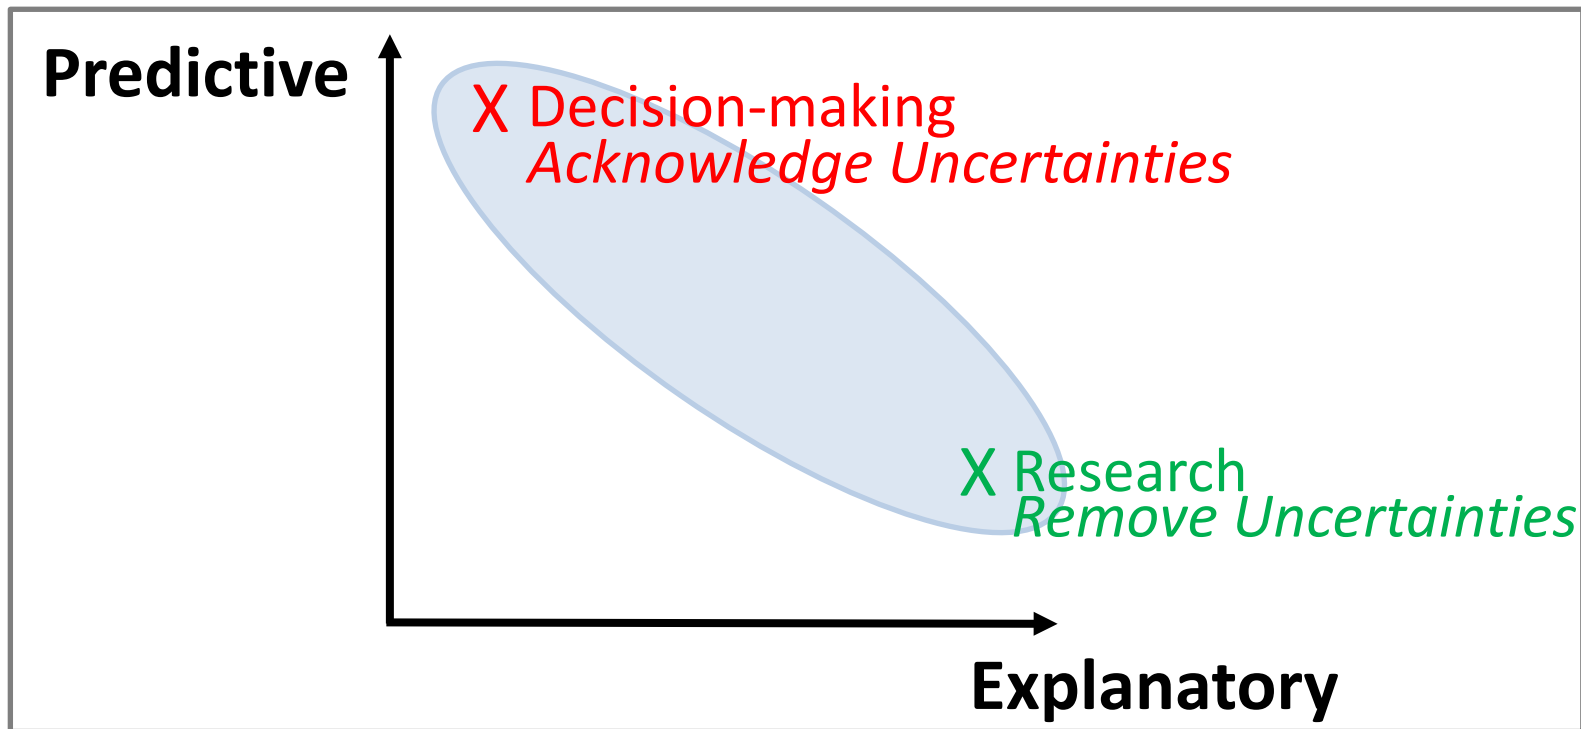 Predictive
X Decision-making
Acknowledge Uncertainties
X Research
Remove Uncertainties
Explanatory